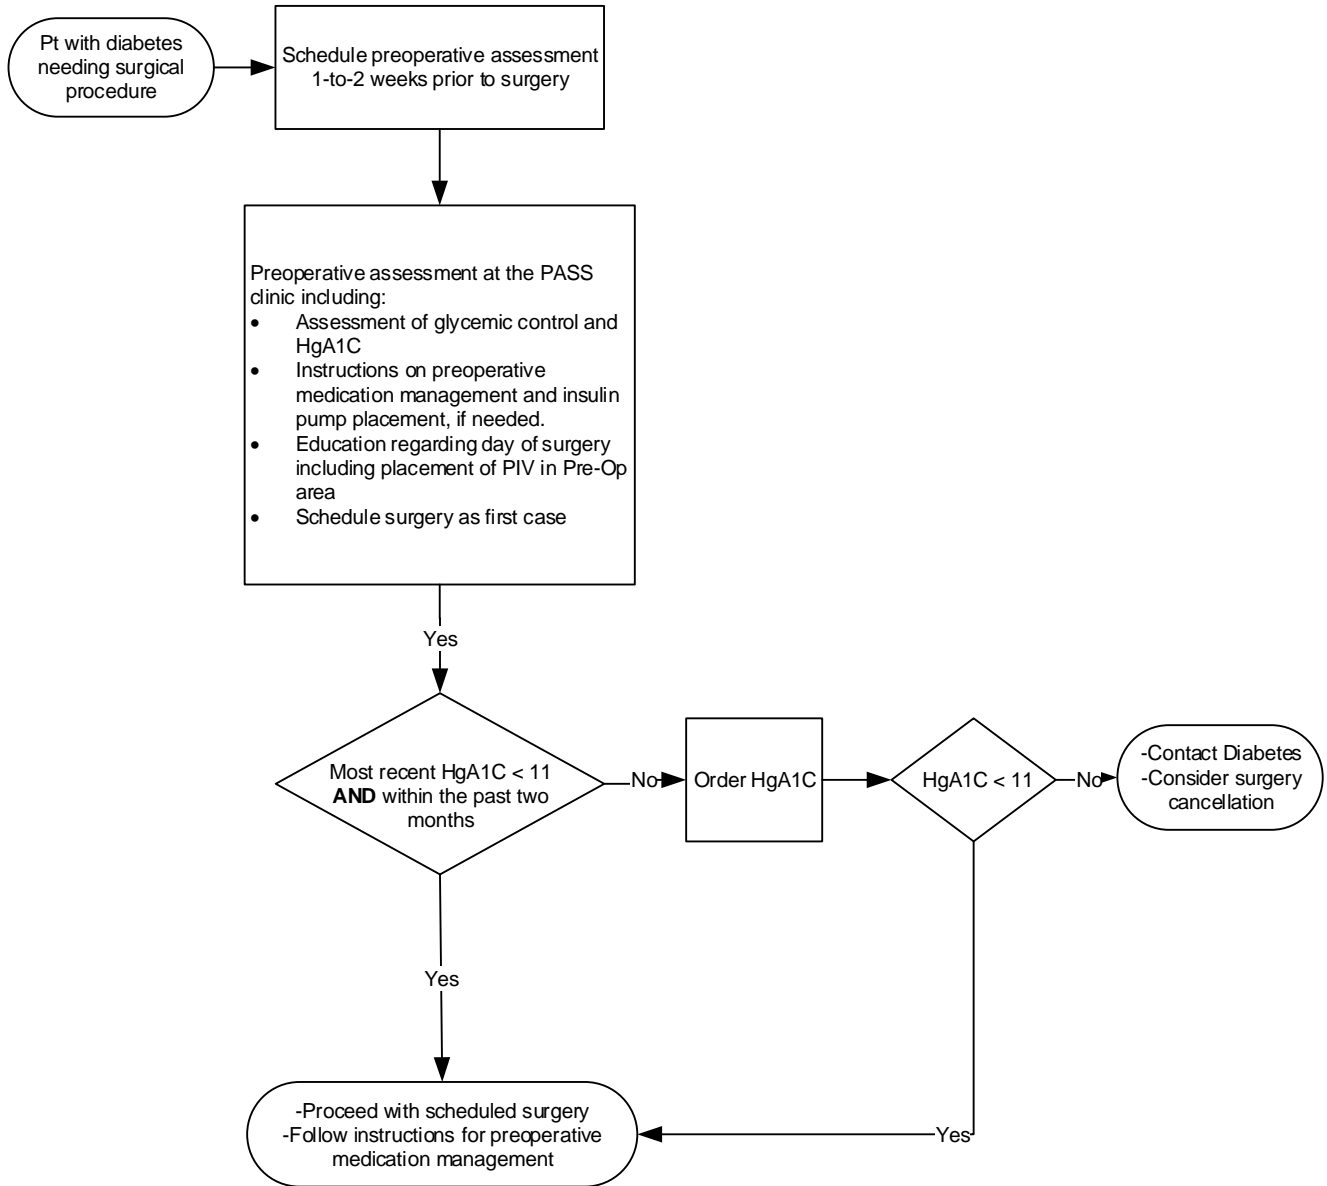 Pt with diabetes
needing surgical
procedure
Schedule preoperative assessment
1-to-2 weeks prior to surgery
Preoperative assessment at the PASS
clinic including:
• Assessment of glycemic control and
HgA1C
• Instructions on preoperative
medication management and insulin
pump placement, if needed.
• Education regarding day of surgery
including placement of PIV in Pre-Op
area
• Schedule surgery as first case
Yes
Most recent HgA1C < 11
AND within the past two
months
No
Order HgA1C
HgA1C < 11
No
-Contact Diabetes
-Consider surgery
cancellation
Yes
-Proceed with scheduled surgery
-Follow instructions for preoperative
medication management
Yes